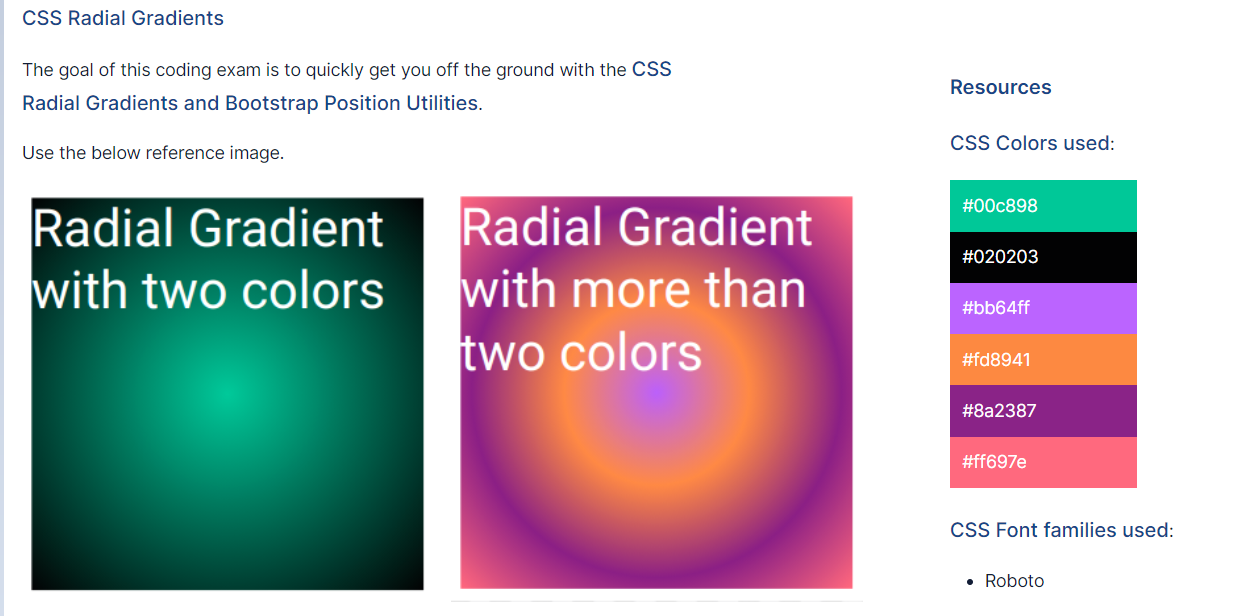 CSS Radial Gradients
The goal of this coding exam is to quickly get you off the ground with the CSS
Radial Gradients and Bootstrap Position Utilities.
Use the below reference image.
Radial Gradient
with two colors
Radial Gradient
with more than
two colors
Resources
CSS Colors used:
#00c898
#020203
#bb64ff
#fd8941
#8a2387
#ff697e
CSS Font families used:
• Roboto